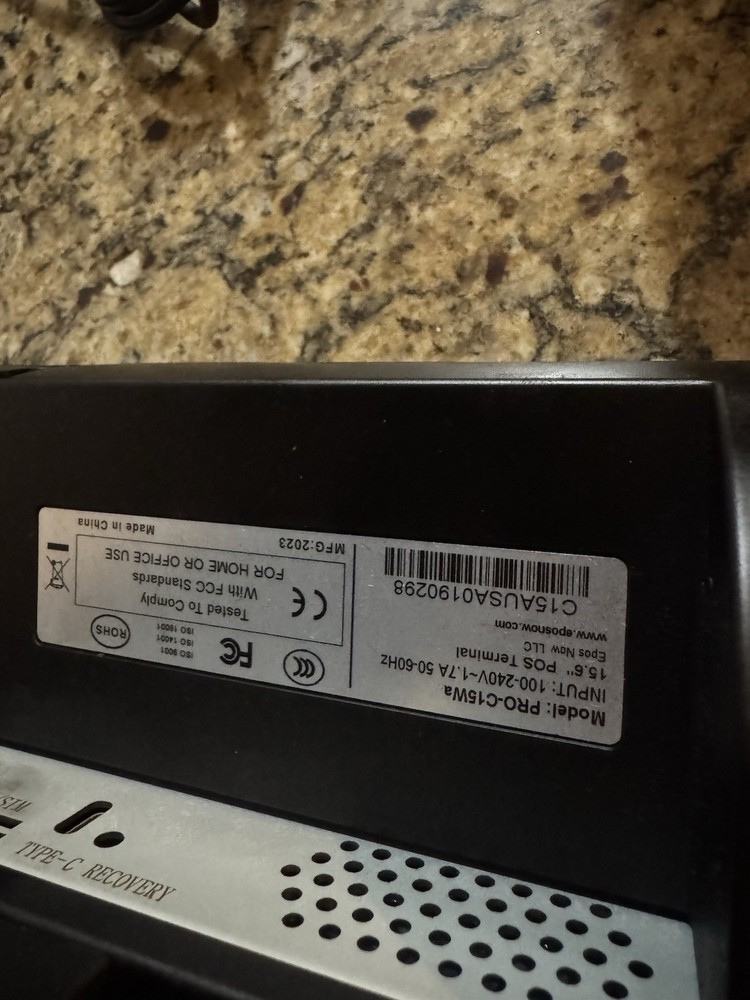 Model: PRO-C15Wa
INPUT: 100-240V~1.7A 50-60Hz
15.6" POS Terminal
Epos Now LLC
www.eposnow.com
C15AUSA0190298
CCC
FC
ISO 9001
ISO 14001
ISO 18001
ROHS
CE
Tested To Comply
With FCC Standards
FOR HOME OR OFFICE USE
MFG:2023
Made in China
/SIM
TYPE-C
RECOVERY